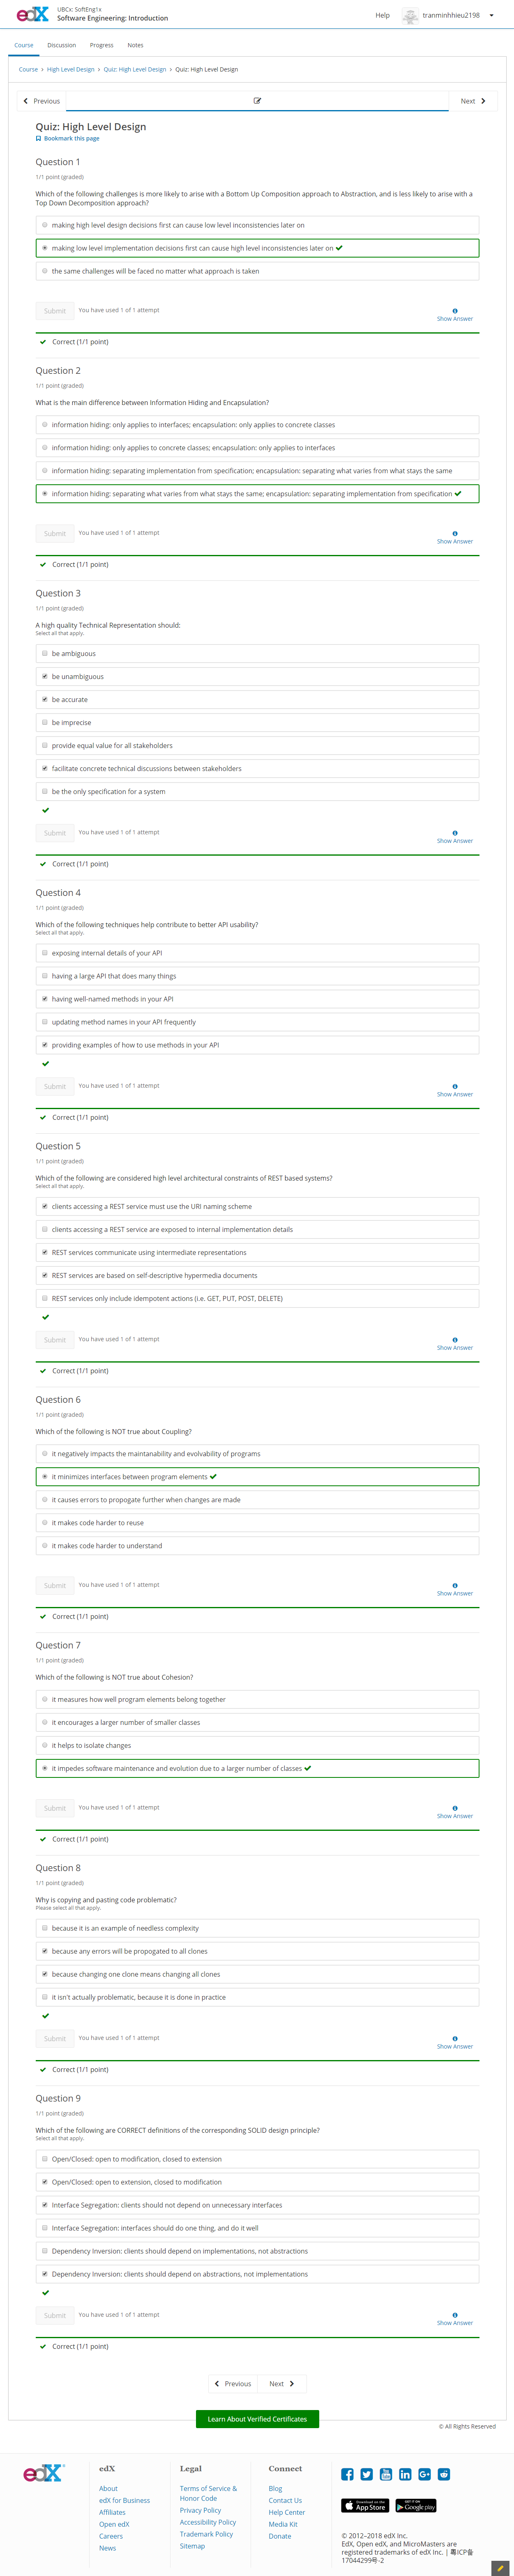 edX
UBCx: SoftEng1x
Software Engineering: Introduction
Help
tranminhhieu2198
Course
Discussion
Progress
Notes
Course > High Level Design > Quiz: High Level Design > Quiz: High Level Design
Previous
Next
Quiz: High Level Design
Bookmark this page
Question 1
1/1 point (graded)
Which of the following challenges is more likely to arise with a Bottom Up Composition approach to Abstraction, and is less likely to arise with a
Top Down Decomposition approach?
making high level design decisions first can cause low level inconsistencies later on
making low level implementation decisions first can cause high level inconsistencies later on
the same challenges will be faced no matter what approach is taken
Submit
You have used 1 of 1 attempt
Show Answer
Correct (1/1 point)
Question 2
1/1 point (graded)
What is the main difference between Information Hiding and Encapsulation?
information hiding: only applies to interfaces; encapsulation: only applies to concrete classes
information hiding: only applies to concrete classes; encapsulation: only applies to interfaces
information hiding: separating implementation from specification; encapsulation: separating what varies from what stays the same
information hiding: separating what varies from what stays the same; encapsulation: separating implementation from specification
Submit
You have used 1 of 1 attempt
Show Answer
Correct (1/1 point)
Question 3
1/1 point (graded)
A high quality Technical Representation should:
Select all that apply.
be ambiguous
be unambiguous
be accurate
be imprecise
provide equal value for all stakeholders
facilitate concrete technical discussions between stakeholders
be the only specification for a system
Submit
You have used 1 of 1 attempt
Show Answer
Correct (1/1 point)
Question 4
1/1 point (graded)
Which of the following techniques help contribute to better API usability?
Select all that apply.
exposing internal details of your API
having a large API that does many things
having well-named methods in your API
updating method names in your API frequently
providing examples of how to use methods in your API
Submit
You have used 1 of 1 attempt
Show Answer
Correct (1/1 point)
Question 5
1/1 point (graded)
Which of the following are considered high level architectural constraints of REST based systems?
Select all that apply.
clients accessing a REST service must use the URI naming scheme
clients accessing a REST service are exposed to internal implementation details
REST services communicate using intermediate representations
REST services are based on self-descriptive hypermedia documents
REST services only include idempotent actions (i.e. GET, PUT, POST, DELETE)
Submit
You have used 1 of 1 attempt
Show Answer
Correct (1/1 point)
Question 6
1/1 point (graded)
Which of the following is NOT true about Coupling?
it negatively impacts the maintanability and evolvability of programs
it minimizes interfaces between program elements
it causes errors to propogate further when changes are made
it makes code harder to reuse
it makes code harder to understand
Submit
You have used 1 of 1 attempt
Show Answer
Correct (1/1 point)
Question 7
1/1 point (graded)
Which of the following is NOT true about Cohesion?
it measures how well program elements belong together
it encourages a larger number of smaller classes
it helps to isolate changes
it impedes software maintenance and evolution due to a larger number of classes
Submit
You have used 1 of 1 attempt
Show Answer
Correct (1/1 point)
Question 8
1/1 point (graded)
Why is copying and pasting code problematic?
Please select all that apply.
because it is an example of needless complexity
because any errors will be propogated to all clones
because changing one clone means changing all clones
it isn't actually problematic, because it is done in practice
Submit
You have used 1 of 1 attempt
Show Answer
Correct (1/1 point)
Question 9
1/1 point (graded)
Which of the following are CORRECT definitions of the corresponding SOLID design principle?
Select all that apply.
Open/Closed: open to modification, closed to extension
Open/Closed: open to extension, closed to modification
Interface Segregation: clients should not depend on unnecessary interfaces
Interface Segregation: interfaces should do one thing, and do it well
Dependency Inversion: clients should depend on implementations, not abstractions
Dependency Inversion: clients should depend on abstractions, not implementations
Submit
You have used 1 of 1 attempt
Show Answer
Correct (1/1 point)
Previous
Next
Learn About Verified Certificates
© All Rights Reserved
edX
edX
About
edX for Business
Affiliates
Open edX
Careers
News
Legal
Terms of Service &
Honor Code
Privacy Policy
Accessibility Policy
Trademark Policy
Sitemap
Connect
Blog
Contact Us
Help Center
Media Kit
Donate
Download on the
App Store
GET IT ON
Google play
© 2012–2018 edX Inc.
EdX, Open edX, and MicroMasters are
registered trademarks of edX Inc. | 粤ICP备
17044299号-2